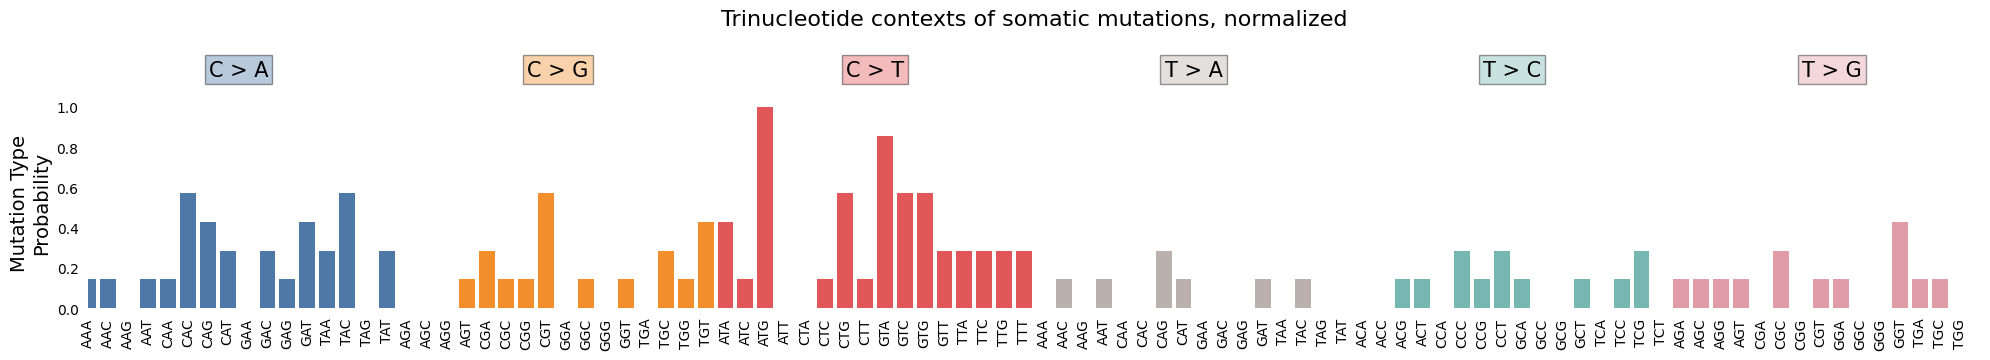 Trinucleotide contexts of somatic mutations, normalized
C > A C > G C > T T > A T > C T > G
Mutation Type
Probability
1.0
0.8
0.6
0.4
0.2
0.0
AAA AAC AAG AAT CAA CAC CAG CAT GAA GAC GAG GAT TAA TAC TAG TAT AGA AGC AGG AGT CGA CGC CGG CGT GGA GGC GGG GGT TGA TGC TGG TGT ATA ATC ATG ATT CTA CTC CTG CTT GTA GTC GTG GTT TTA TTC TTG TTT AAA AAC AAG AAT CAA CAC CAG CAT GAA GAC GAG GAT TAA TAC TAG TAT ACA ACC ACG ACT CCA CCC CCG CCT GCA GCC GCG GCT TCA TCC TCG TCT AGA AGC AGG AGT CGA CGC CGG CGT GGA GGC GGG GGT TGA TGC TGG